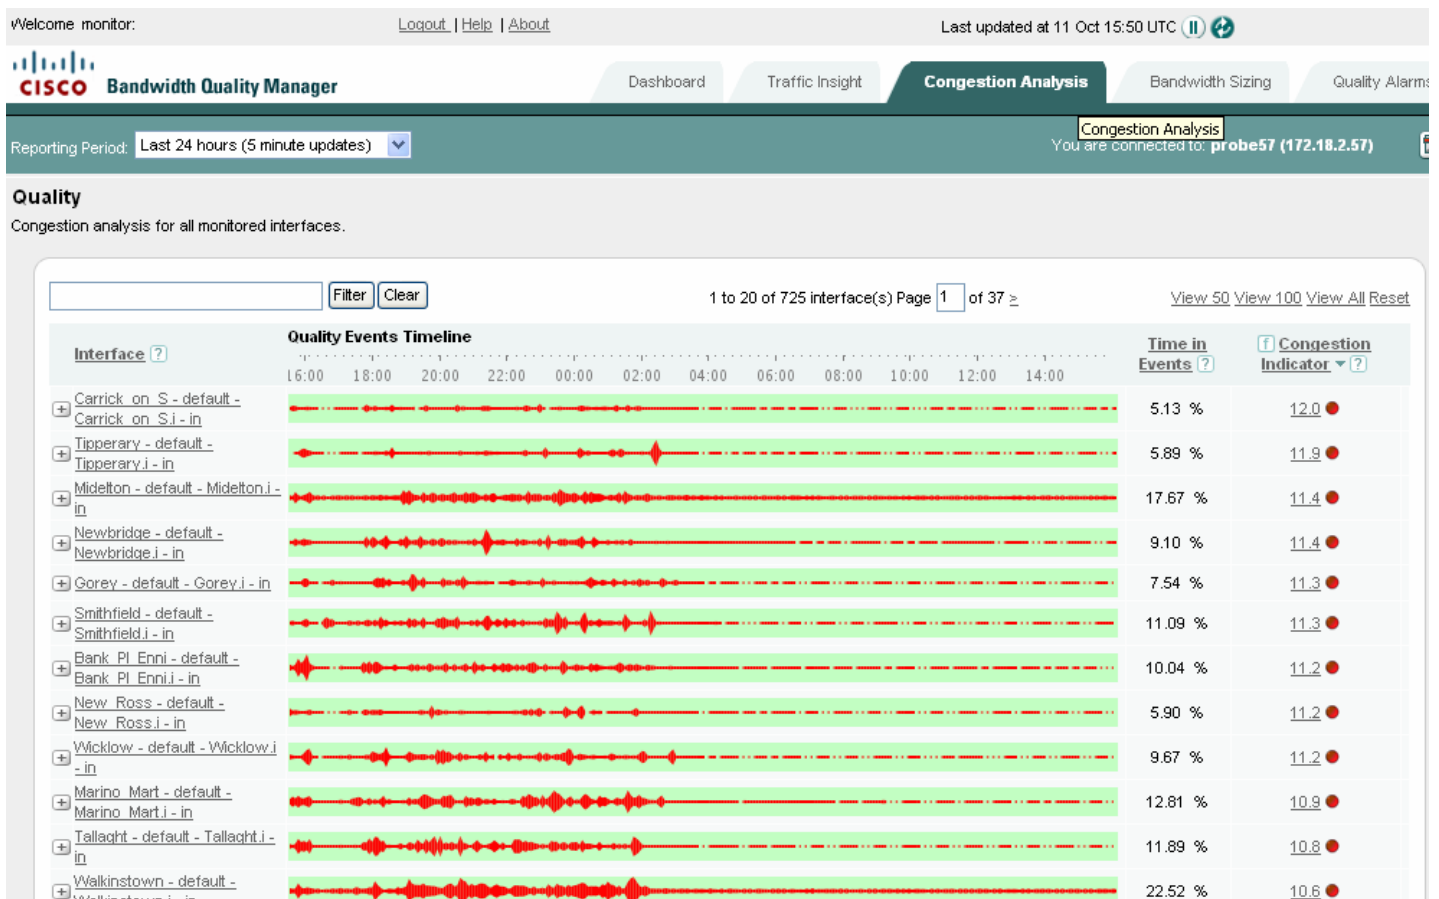 Welcome monitor:
Logout | Help | About
Last updated at 11 Oct 15:50 UTC
CISCO Bandwidth Quality Manager
Dashboard
Traffic Insight
Congestion Analysis
Bandwidth Sizing
Quality Alarms
Congestion Analysis
Reporting Period: Last 24 hours (5 minute updates)
You are connected to: probe57 (172.18.2.57)
Quality
Congestion analysis for all monitored interfaces.
Filter Clear
1 to 20 of 725 interface(s) Page 1 of 37 >
View 50 View 100 View All Reset
Interface ?
Quality Events Timeline
16:00 18:00 20:00 22:00 00:00 02:00 04:00 06:00 08:00 10:00 12:00 14:00
Time in
Events ?
f Congestion
Indicator ?
Carrick_on_S - default -
Carrick_on_S.i - in
5.13 % 12.0
Tipperary - default -
Tipperary.i - in
5.89 % 11.9
Midelton - default - Midelton.i -
in
17.67 % 11.4
Newbridge - default -
Newbridge.i - in
9.10 % 11.4
Gorey - default - Gorey.i - in
7.54 % 11.3
Smithfield - default -
Smithfield.i - in
11.09 % 11.3
Bank_Pl_Enni - default -
Bank_Pl_Enni.i - in
10.04 % 11.2
New_Ross - default -
New_Ross.i - in
5.90 % 11.2
Wicklow - default - Wicklow.i
- in
9.67 % 11.2
Marino_Mart - default -
Marino_Mart.i - in
12.81 % 10.9
Tallaght - default - Tallaght.i -
in
11.89 % 10.8
Walkinstown - default -
22.52 % 10.6